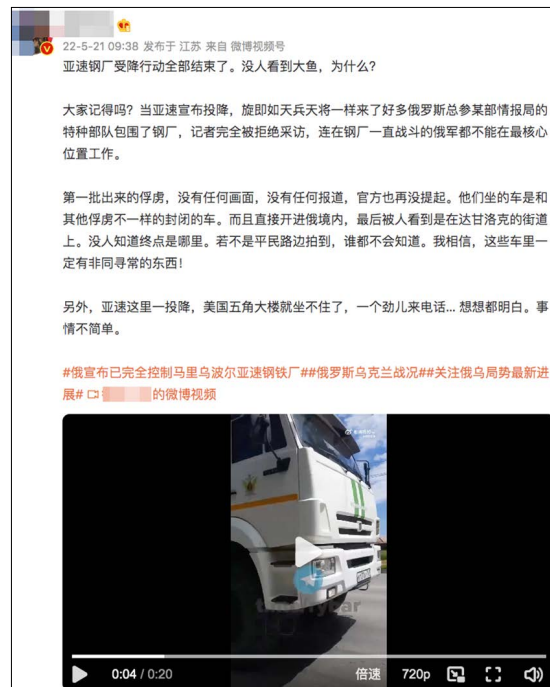 22-5-21 09:38 发布于 江苏 来自 微博视频号
亚速钢厂受降行动全部结束了。没人看到大鱼，为什么？
大家记得吗？当亚速宣布投降，旋即如天兵天将一样来了好多俄罗斯总参某部情报局的
特种部队包围了钢厂，记者完全被拒绝采访，连在钢厂一直战斗的俄军都不能在最核心
位置工作。
第一批出来的俘虏，没有任何画面，没有任何报道，官方也再没提起。他们坐的车是和
其他俘虏不一样的封闭的车。而且直接开进俄境内，最后被人看到是在达甘洛克的街道
上。没人知道终点是哪里。若不是平民路边拍到，谁都不会知道。我相信，这些车里一
定有非同寻常的东西！
另外，亚速这里一投降，美国五角大楼就坐不住了，一个劲儿来电话... 想想都明白。事
情不简单。
#俄宣布已完全控制马里乌波尔亚速钢铁厂##俄罗斯乌克兰战况##关注俄乌局势最新进
展# 的微博视频
0:04 / 0:20 倍速 720p